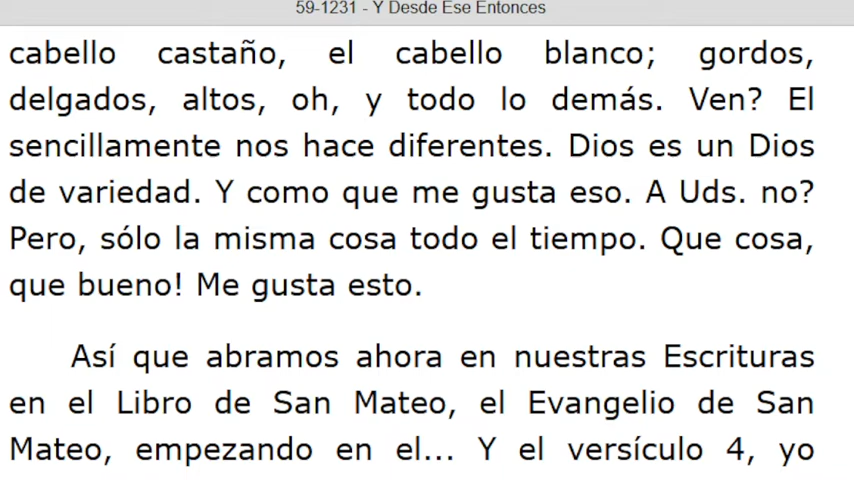 59-1231 - Y Desde Ese Entonces
cabello castaño, el cabello blanco; gordos,
delgados, altos, oh, y todo lo demás. Ven? El
sencillamente nos hace diferentes. Dios es un Dios
de variedad. Y como que me gusta eso. A Uds. no?
Pero, sólo la misma cosa todo el tiempo. Que cosa,
que bueno! Me gusta esto.
Así que abramos ahora en nuestras Escrituras
en el Libro de San Mateo, el Evangelio de San
Mateo, empezando en el... Y el versículo 4, yo